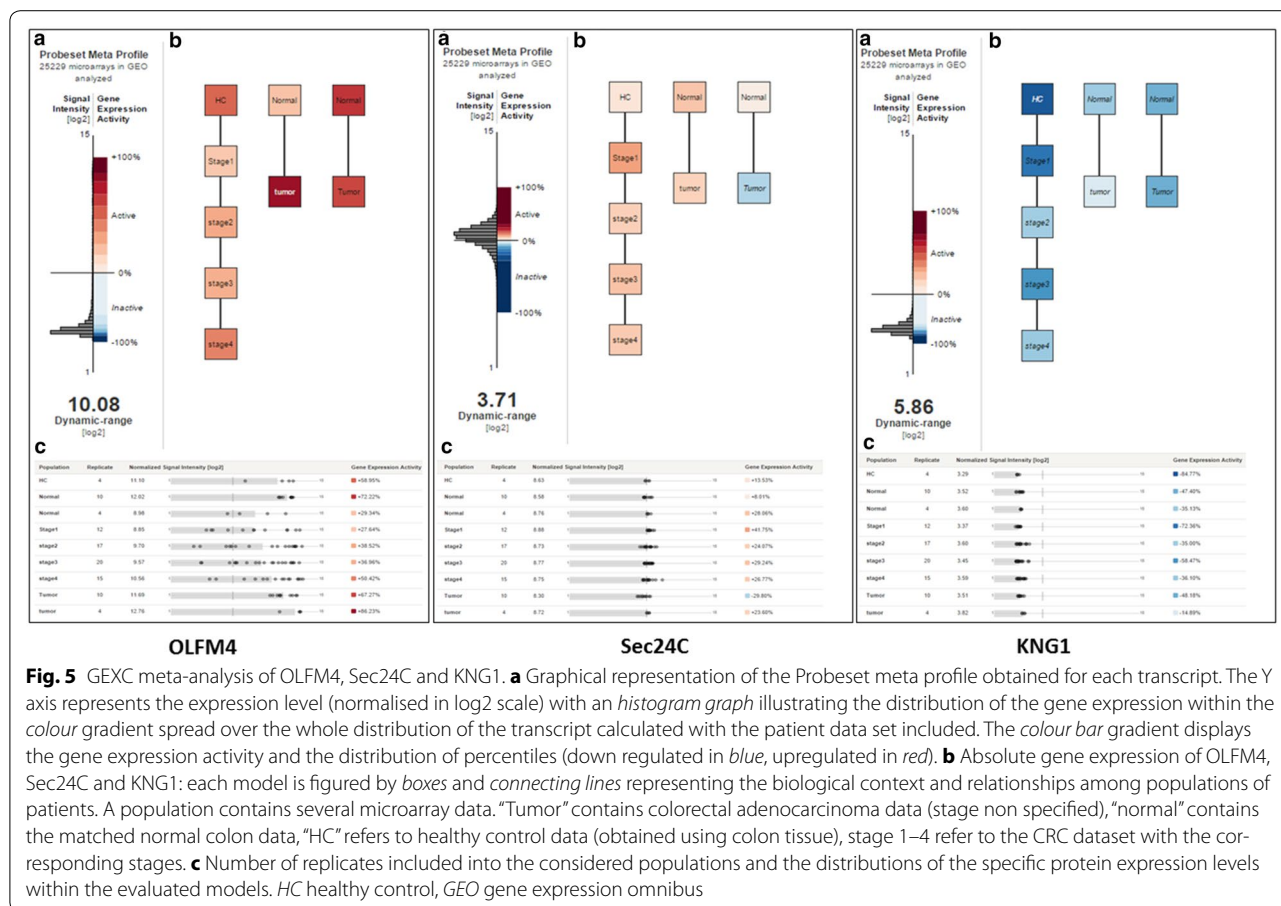 a
Probeset Meta Profile
25229 microarrays in GEO
analyzed
Signal Intensity [log2]
Gene Expression Activity
15
+100%
Active
0%
Inactive
-100%
1
10.08
Dynamic-range
[log2]
b
HC
Normal
Normal
Stage1
tumor
Tumor
stage2
stage3
stage4
c
Population Replicate Normalized Signal Intensity [log2] Gene Expression Activity
HC 4 11.10 +58.95%
Normal 10 12.02 +72.22%
Normal 4 8.98 +29.34%
Stage1 12 8.85 +27.64%
stage2 17 9.70 +38.52%
stage3 20 9.57 +36.96%
stage4 15 10.56 +50.42%
Tumor 10 11.69 +67.27%
tumor 4 12.76 +86.23%
OLFM4
a
Probeset Meta Profile
25229 microarrays in GEO
analyzed
Signal Intensity [log2]
Gene Expression Activity
15
+100%
Active
0%
Inactive
-100%
1
3.71
Dynamic-range
[log2]
b
HC
Normal
Normal
Stage1
tumor
Tumor
stage2
stage3
stage4
c
Population Replicate Normalized Signal Intensity [log2] Gene Expression Activity
HC 4 8.63 +13.53%
Normal 10 8.58
Normal 4 8.76 +28.06%
Stage1 12 8.88 +41.75%
stage2 17 8.73 +24.87%
stage3 20 8.77 +29.24%
stage4 15 8.75 +26.77%
Tumor 10 8.30 -29.80%
tumor 4 8.72 +23.60%
Sec24C
a
Probeset Meta Profile
25229 microarrays in GEO
analyzed
Signal Intensity [log2]
Gene Expression Activity
15
+100%
Active
0%
Inactive
-100%
1
5.86
Dynamic-range
[log2]
b
HC
Normal
Normal
Stage1
tumor
Tumor
stage2
stage3
stage4
c
Population Replicate Normalized Signal Intensity [log2] Gene Expression Activity
HC 4 3.29 -84.77%
Normal 10 3.52 -47.40%
Normal 4 3.60 -35.13%
Stage1 12 3.37 -72.36%
stage2 17 3.60 -35.00%
stage3 20 3.45 -58.47%
stage4 15 3.59 -36.10%
Tumor 10 3.51 -48.18%
tumor 4 3.82 -14.89%
KNG1
Fig. 5 GEXC meta-analysis of OLFM4, Sec24C and KNG1. a Graphical representation of the Probeset meta profile obtained for each transcript. The Y
axis represents the expression level (normalised in log2 scale) with an histogram graph illustrating the distribution of the gene expression within the
colour gradient spread over the whole distribution of the transcript calculated with the patient data set included. The colour bar gradient displays
the gene expression activity and the distribution of percentiles (down regulated in blue, upregulated in red). b Absolute gene expression of OLFM4,
Sec24C and KNG1: each model is figured by boxes and connecting lines representing the biological context and relationships among populations of
patients. A population contains several microarray data. “Tumor” contains colorectal adenocarcinoma data (stage non specified), “normal” contains
the matched normal colon data, “HC” refers to healthy control data (obtained using colon tissue), stage 1–4 refer to the CRC dataset with the cor-
responding stages. c Number of replicates included into the considered populations and the distributions of the specific protein expression levels
within the evaluated models. HC healthy control, GEO gene expression omnibus